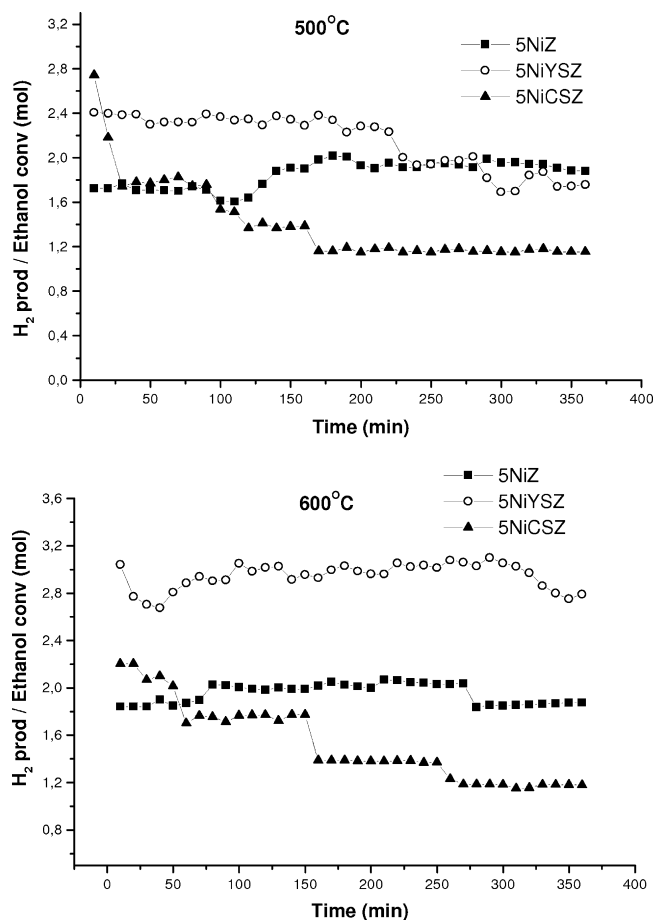 500°C
5NiZ
5NiYSZ
5NiCSZ
3,2
2,8
2,4
2,0
1,6
1,2
0,8
0,4
0,0
H₂ prod / Ethanol conv (mol)
0 50 100 150 200 250 300 350 400
Time (min)
600°C
5NiZ
5NiYSZ
5NiCSZ
3,6
3,2
2,8
2,4
2,0
1,6
1,2
0,8
H₂ prod / Ethanol conv (mol)
0 50 100 150 200 250 300 350 400
Time (min)